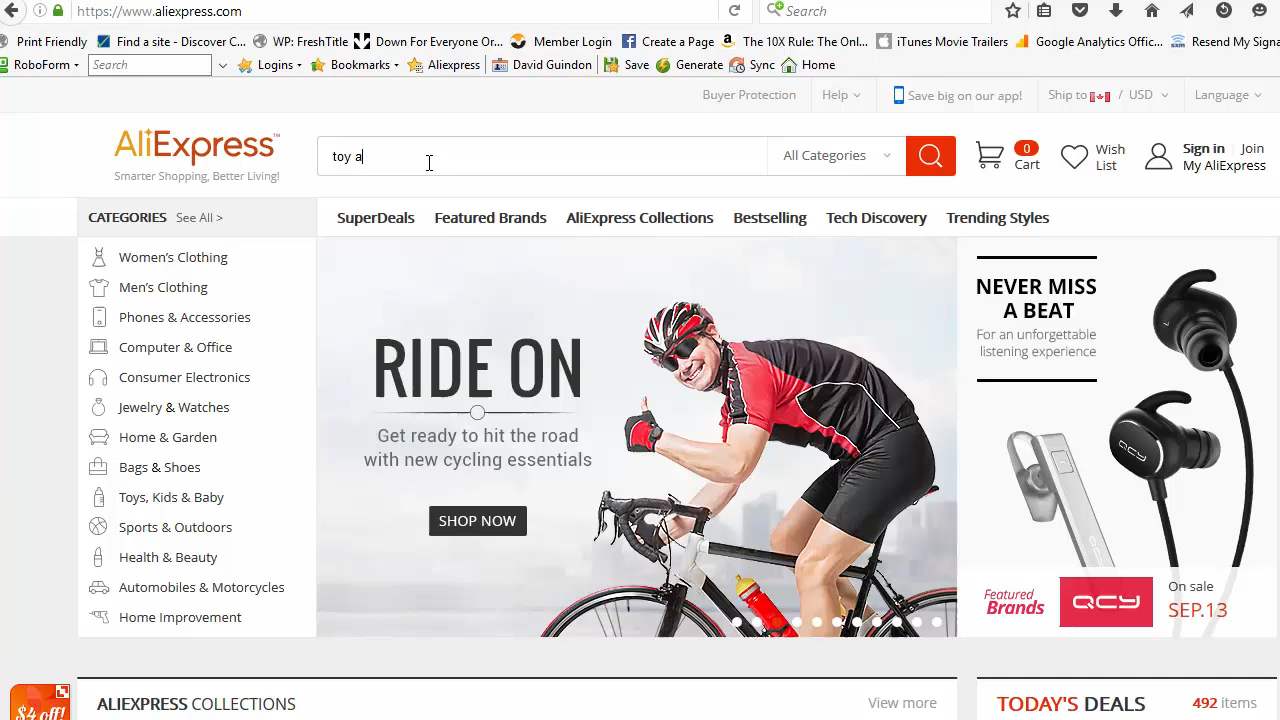 https://www.aliexpress.com
Search
Print Friendly
Find a site - Discover C...
WP: FreshTitle
Down For Everyone Or...
Member Login
Create a Page
The 10X Rule: The Onl...
iTunes Movie Trailers
Google Analytics Offic...
Resend My Signa
RoboForm
Search
Logins
Bookmarks
Aliexpress
David Guindon
Save
Generate
Sync
Home
Buyer Protection
Help
Save big on our app!
Ship to / USD
Language
AliExpress™
Smarter Shopping, Better Living!
toy a
All Categories
0
Cart
Wish
List
Sign in Join
My AliExpress
CATEGORIES See All >
SuperDeals
Featured Brands
AliExpress Collections
Bestselling
Tech Discovery
Trending Styles
Women's Clothing
Men's Clothing
Phones & Accessories
Computer & Office
Consumer Electronics
Jewelry & Watches
Home & Garden
Bags & Shoes
Toys, Kids & Baby
Sports & Outdoors
Health & Beauty
Automobiles & Motorcycles
Home Improvement
RIDE ON
Get ready to hit the road
with new cycling essentials
SHOP NOW
NEVER MISS
A BEAT
For an unforgettable
listening experience
QCY
QCY
Featured
Brands
QCY
On sale
SEP.13
$4 off!
ALIEXPRESS COLLECTIONS
View more
TODAY'S DEALS
492 items